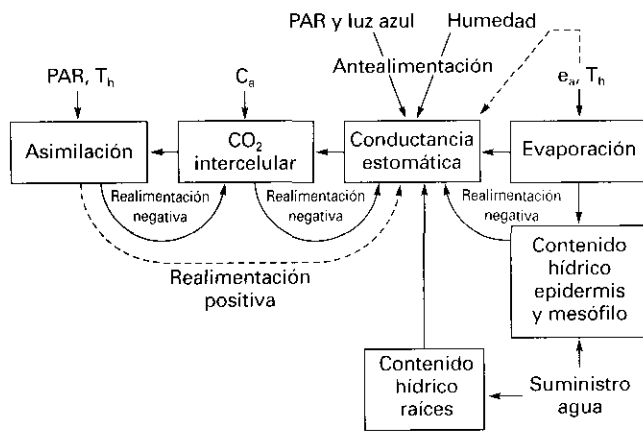 PAR y luz azul
Humedad
PAR, Th
Ca
Antealimentación
ea, Th
Asimilación
CO2
intercelular
Conductancia
estomática
Evaporación
Realimentación
negativa
Realimentación
negativa
Realimentación
negativa
Realimentación
positiva
Contenido
hídrico
epidermis
y mesófilo
Contenido
hídrico
raíces
Suministro
agua